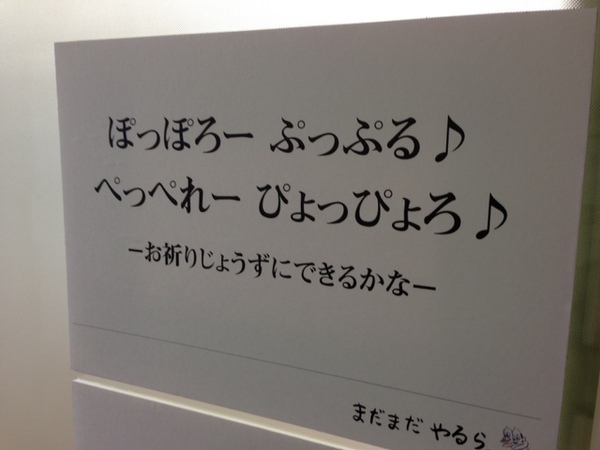 ぽっぽろー ぷっぷる♪
ぺっぺれー ぴょっぴょろ♪
ーお祈りじょうずにできるかなー
まだまだ やるら